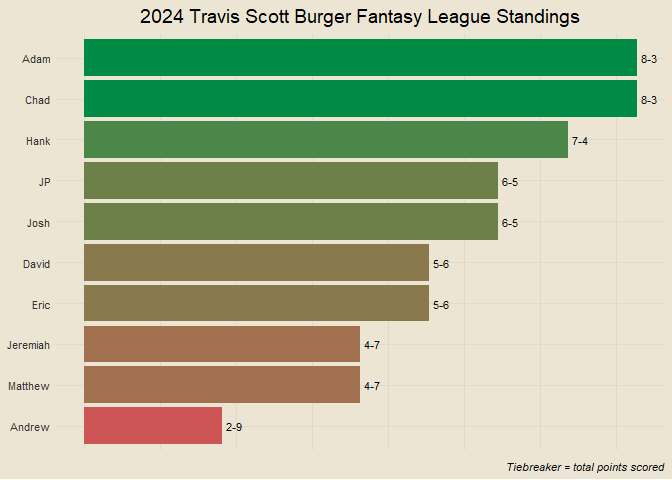 2024 Travis Scott Burger Fantasy League Standings
Adam 8-3
Chad 8-3
Hank 7-4
JP 6-5
Josh 6-5
David 5-6
Eric 5-6
Jeremiah 4-7
Matthew 4-7
Andrew 2-9
Tiebreaker = total points scored